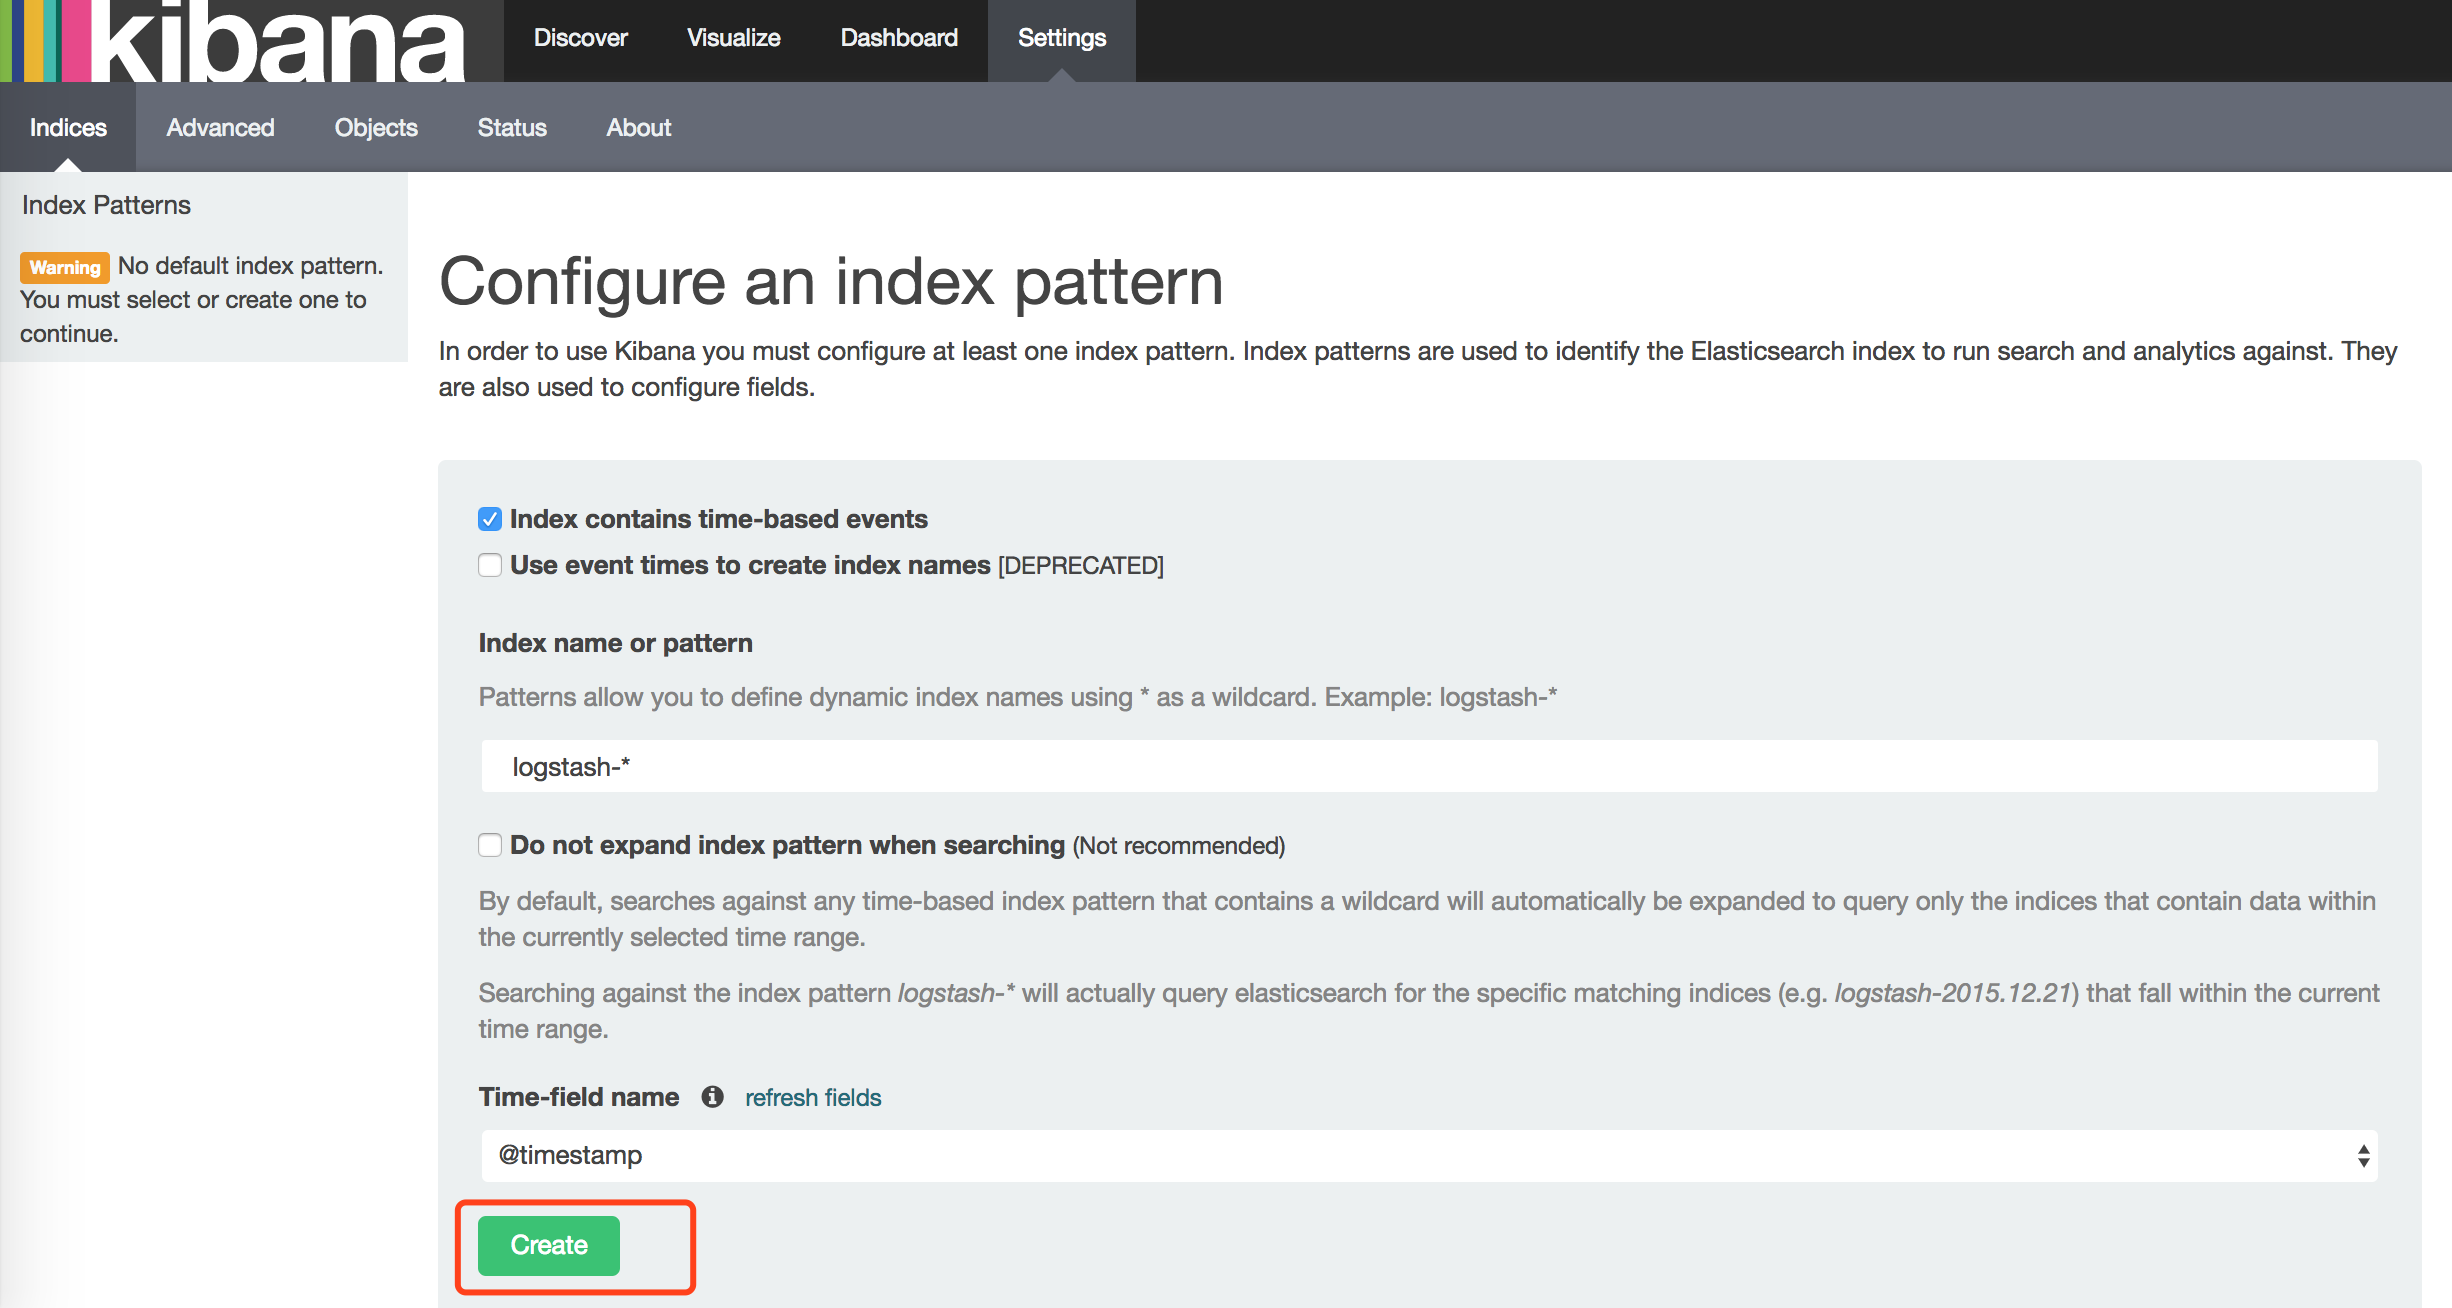 kibana
Discover Visualize Dashboard Settings
Indices Advanced Objects Status About
Index Patterns
Warning No default index pattern.
You must select or create one to
continue.
Configure an index pattern
In order to use Kibana you must configure at least one index pattern. Index patterns are used to identify the Elasticsearch index to run search and analytics against. They
are also used to configure fields.
Index contains time-based events
Use event times to create index names [DEPRECATED]
Index name or pattern
Patterns allow you to define dynamic index names using * as a wildcard. Example: logstash-*
logstash-*
Do not expand index pattern when searching (Not recommended)
By default, searches against any time-based index pattern that contains a wildcard will automatically be expanded to query only the indices that contain data within
the currently selected time range.
Searching against the index pattern logstash-* will actually query elasticsearch for the specific matching indices (e.g. logstash-2015.12.21) that fall within the current
time range.
Time-field name refresh fields
@timestamp
Create